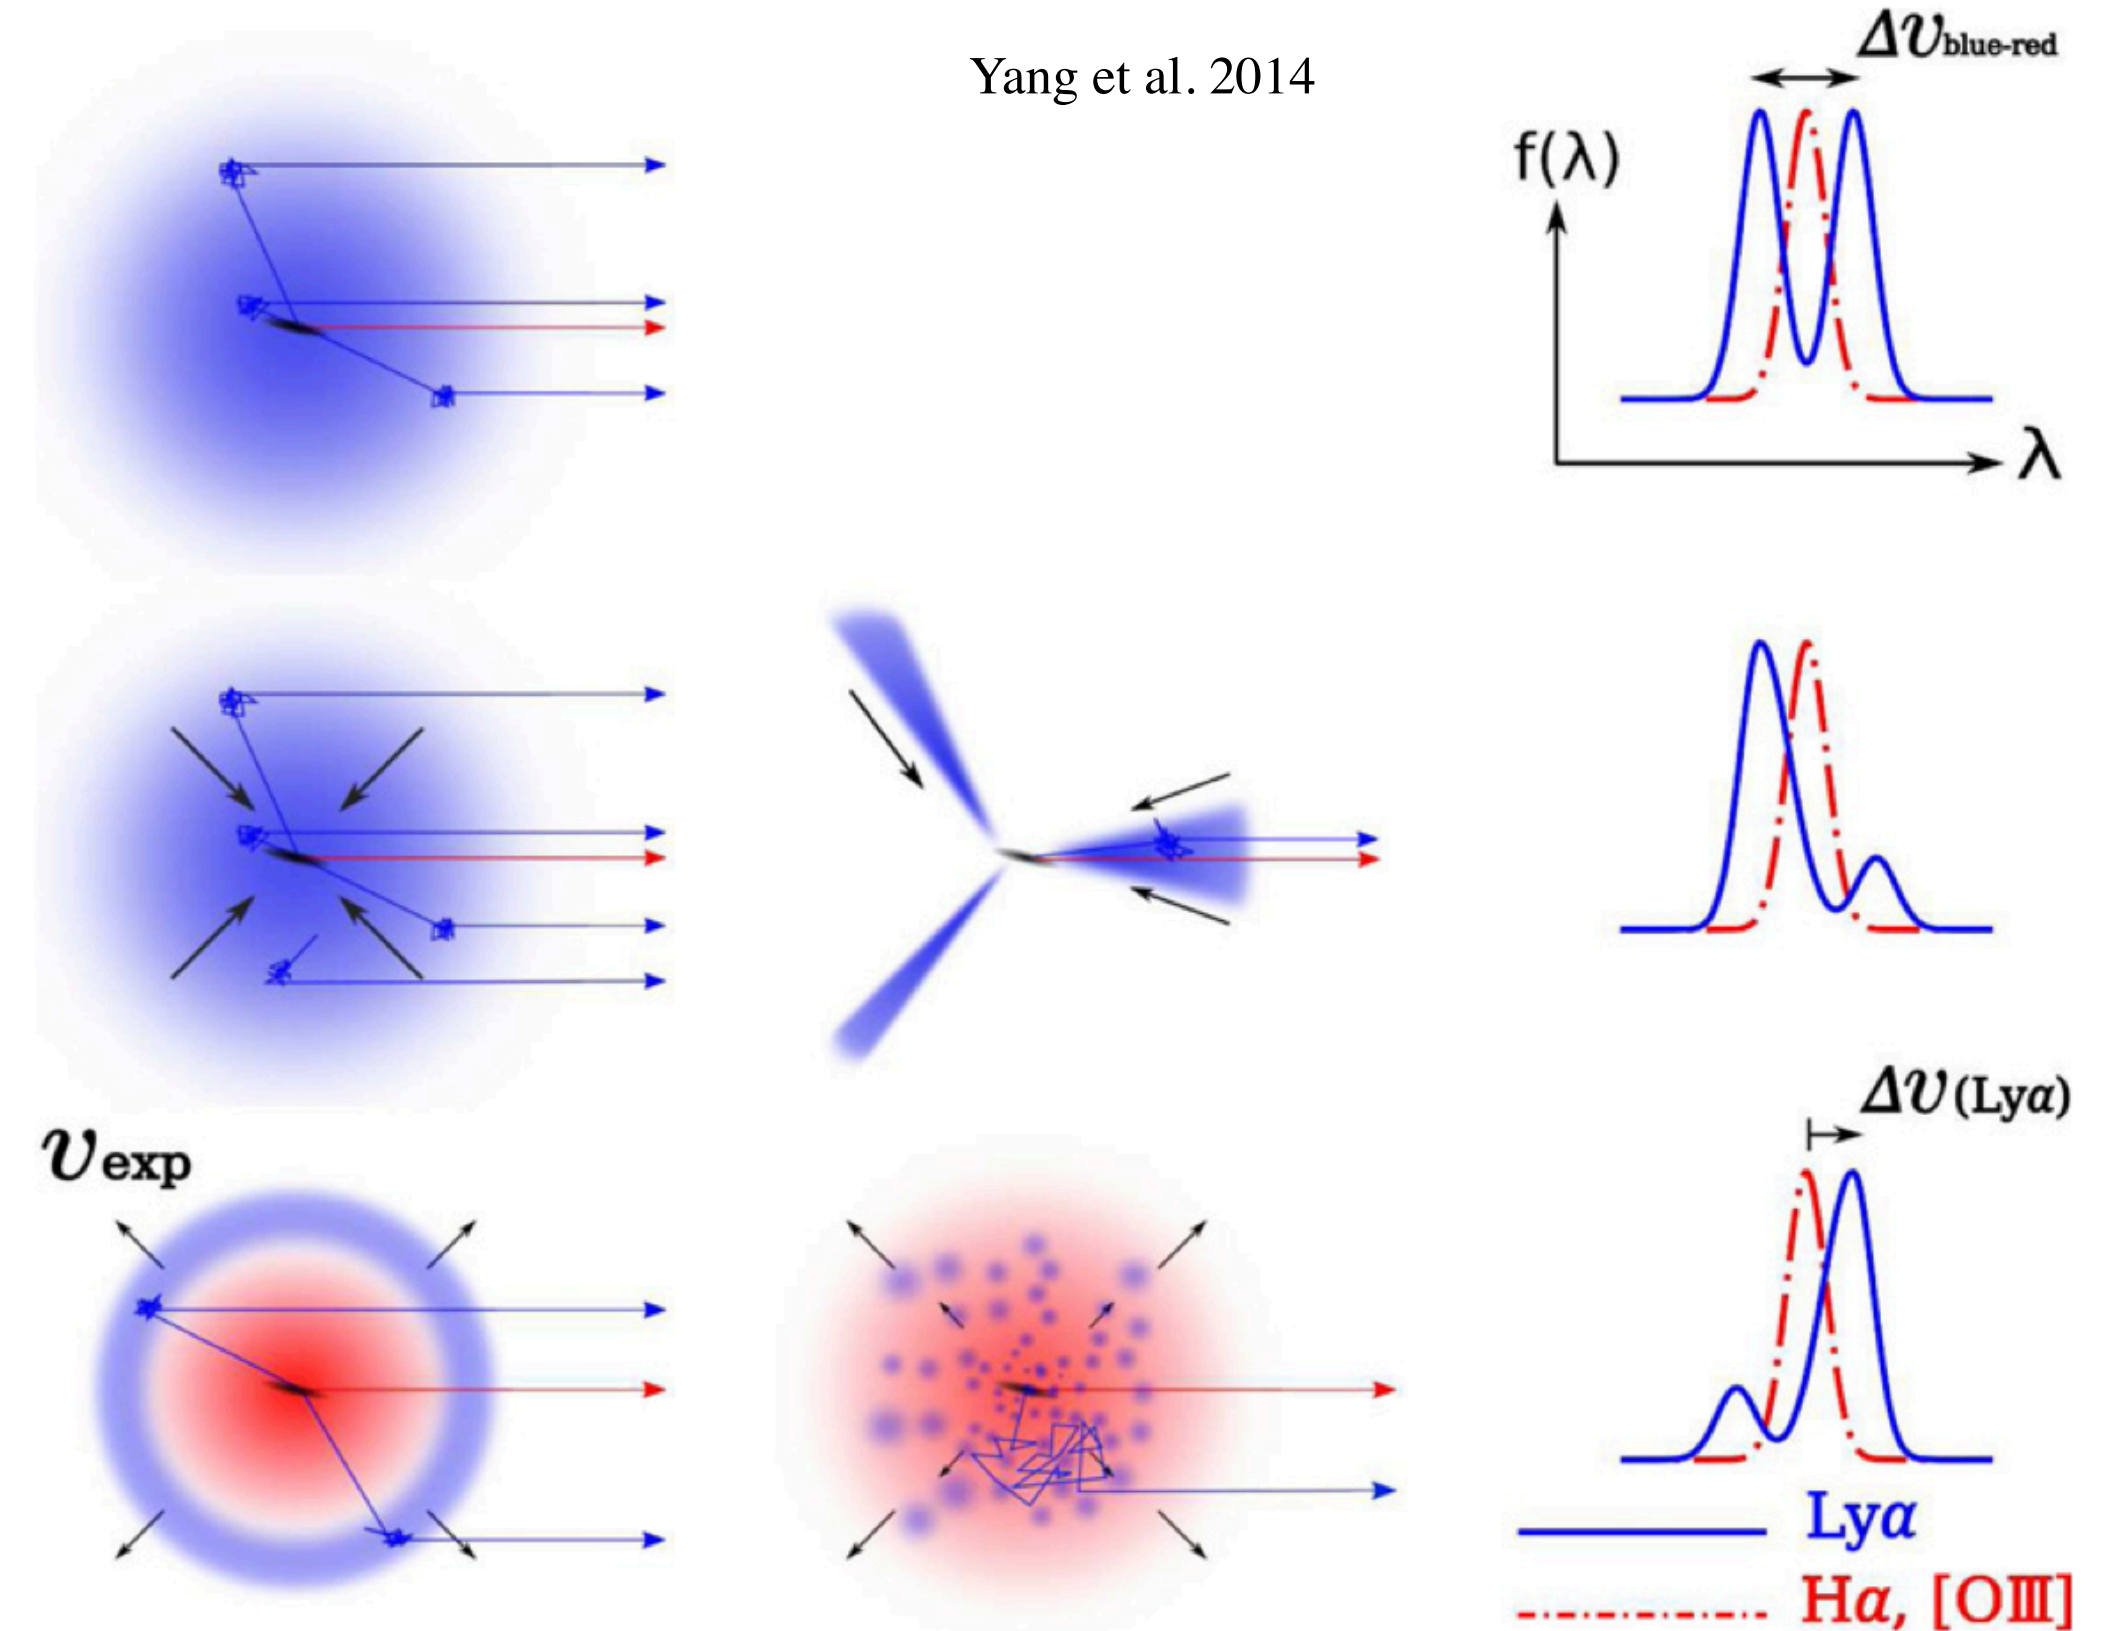 Yang et al. 2014
Δ𝑣blue-red
f(λ)
λ
𝑣exp
Δ𝑣(Lyα)
Lyα
Hα, [OⅢ]